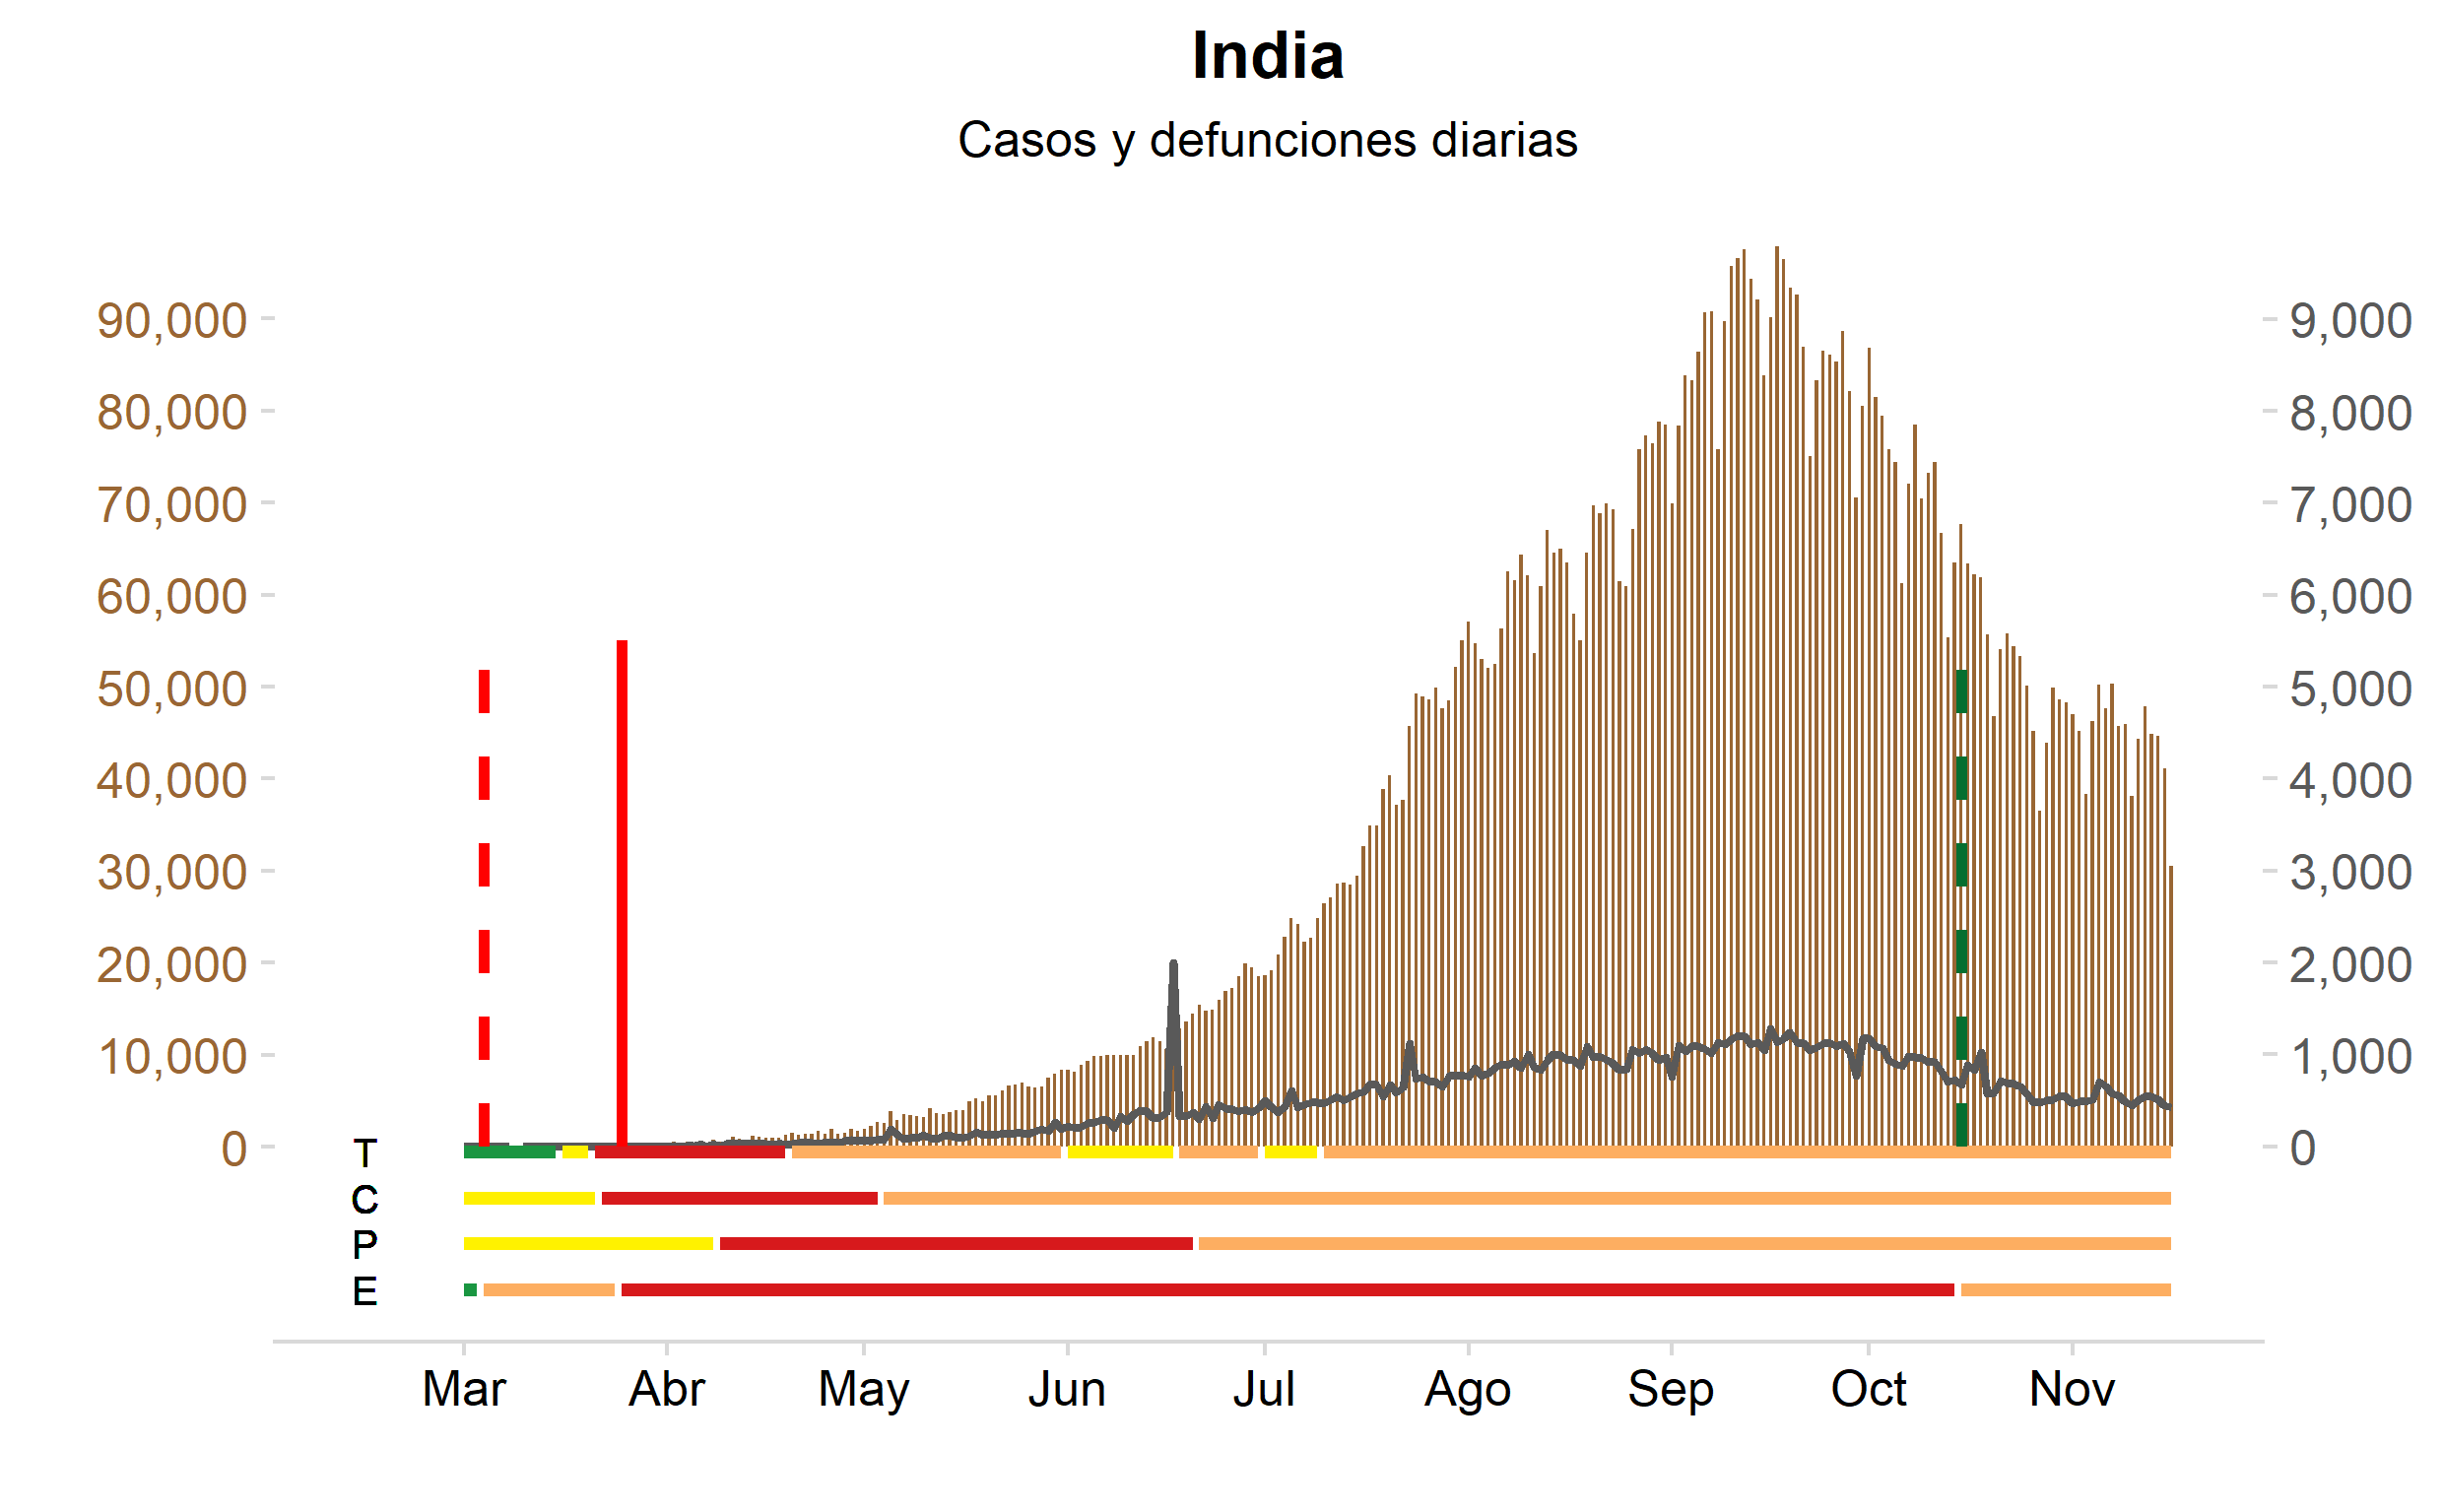 India
Casos y defunciones diarias
90,000 9,000
80,000 8,000
70,000 7,000
60,000 6,000
50,000 5,000
40,000 4,000
30,000 3,000
20,000 2,000
10,000 1,000
0 0
T
C
P
E
Mar Abr May Jun Jul Ago Sep Oct Nov